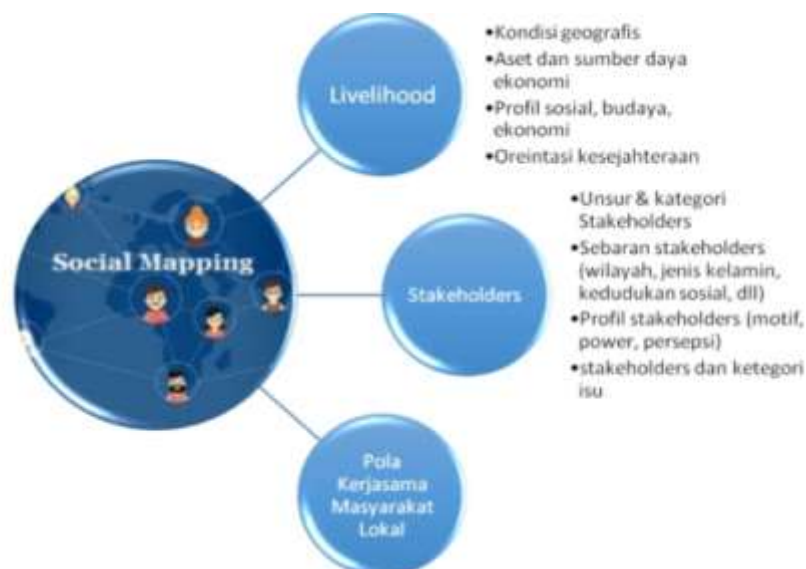 Social Mapping
Livelihood
•Kondisi geografis
•Aset dan sumber daya
ekonomi
•Profil sosial, budaya,
ekonomi
•Oreintasi kesejahteraan
Stakeholders
•Unsur & kategori
Stakeholders
•Sebaran stakeholders
(wilayah, jenis kelamin,
kedudukan sosial, dll)
•Profil stakeholders (motif,
power, persepsi)
•stakeholders dan ketegori
isu
Pola
Kerjasama
Masyarakat
Lokal